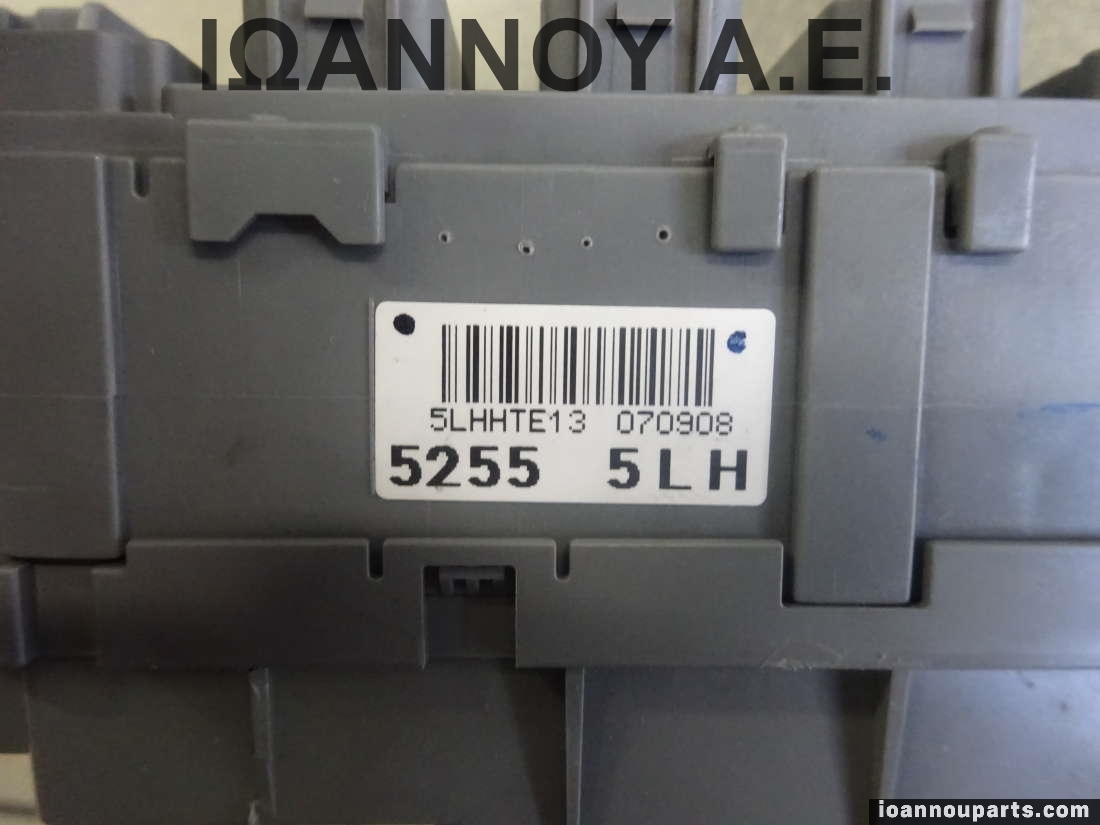 ΙΩΑΝΝΟΥ Α.Ε.
5LHHTE13 070908
5255 5LH
ioannouparts.com